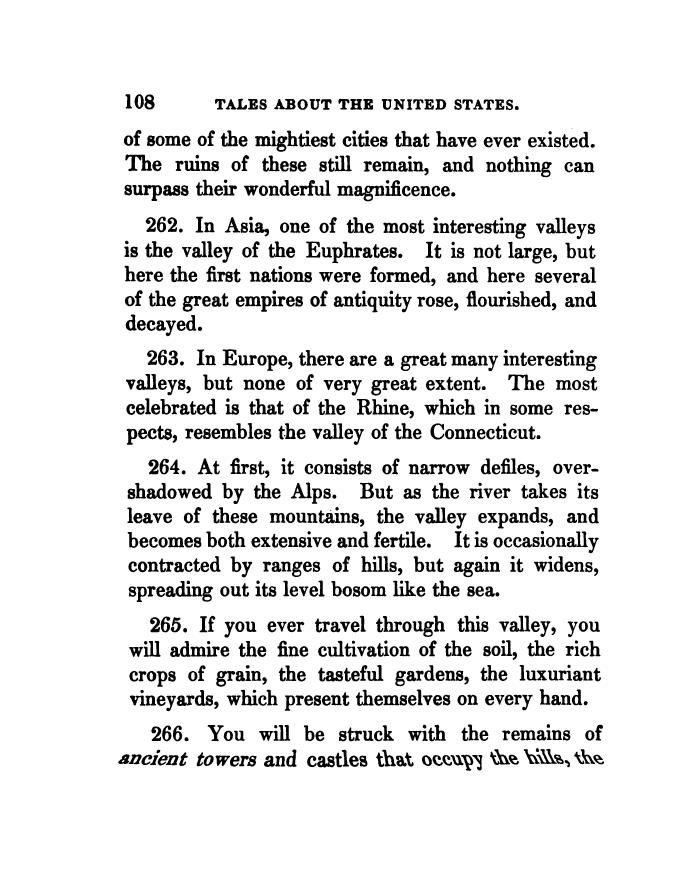 108 TALES ABOUT THE UNITED STATES.
of some of the mightiest cities that have ever existed.
The ruins of these still remain, and nothing can
surpass their wonderful magnificence.
262. In Asia, one of the most interesting valleys
is the valley of the Euphrates. It is not large, but
here the first nations were formed, and here several
of the great empires of antiquity rose, flourished, and
decayed.
263. In Europe, there are a great many interesting
valleys, but none of very great extent. The most
celebrated is that of the Rhine, which in some res-
pects, resembles the valley of the Connecticut.
264. At first, it consists of narrow defiles, over-
shadowed by the Alps. But as the river takes its
leave of these mountains, the valley expands, and
becomes both extensive and fertile. It is occasionally
contracted by ranges of hills, but again it widens,
spreading out its level bosom like the sea.
265. If you ever travel through this valley, you
will admire the fine cultivation of the soil, the rich
crops of grain, the tasteful gardens, the luxuriant
vineyards, which present themselves on every hand.
266. You will be struck with the remains of
ancient towers and castles that occupy the hills, the